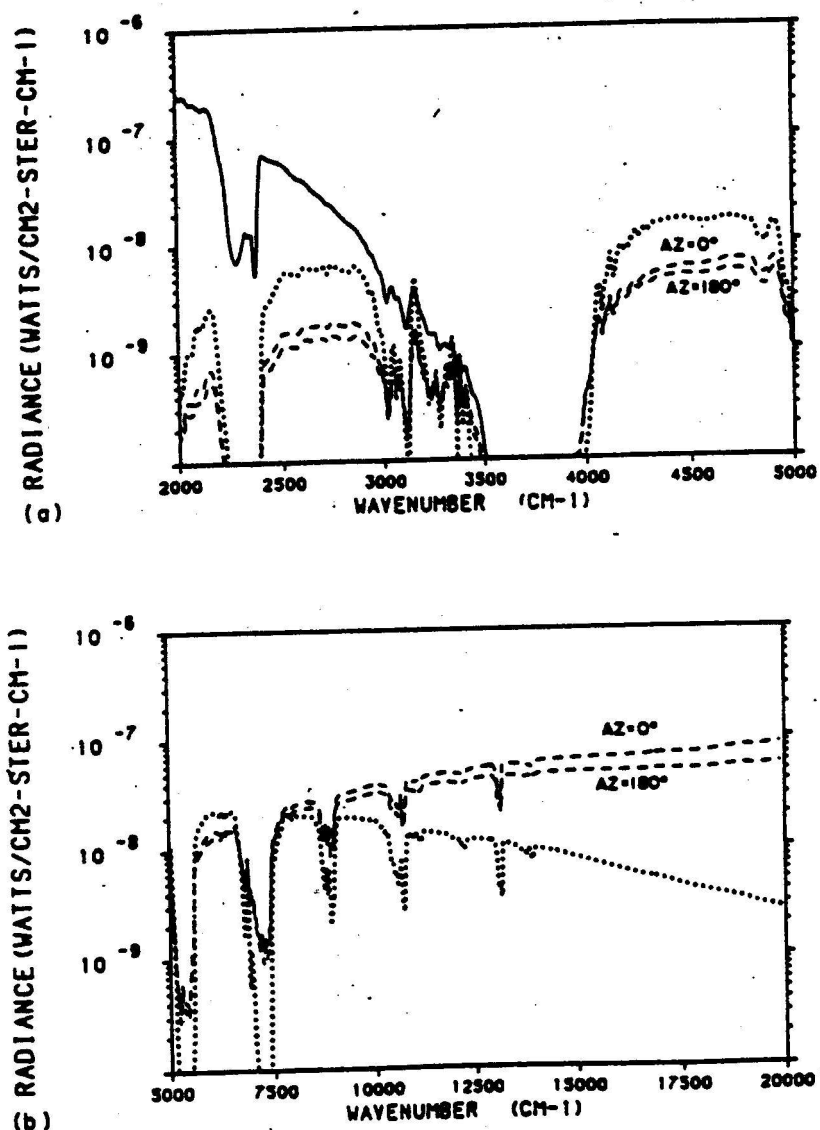 RADIANCE (WATTS/CM2-STER-CM-1)
10 -6
10 -7
10 -8
10 -9
AZ=0°
AZ=180°
2000 2500 3000 3500 4000 4500 5000
WAVENUMBER (CM-1)
(a)
RADIANCE (WATTS/CM2-STER-CM-1)
10 -6
10 -7
10 -8
10 -9
AZ=0°
AZ=180°
5000 7500 10000 12500 15000 17500 20000
WAVENUMBER (CM-1)
(b)